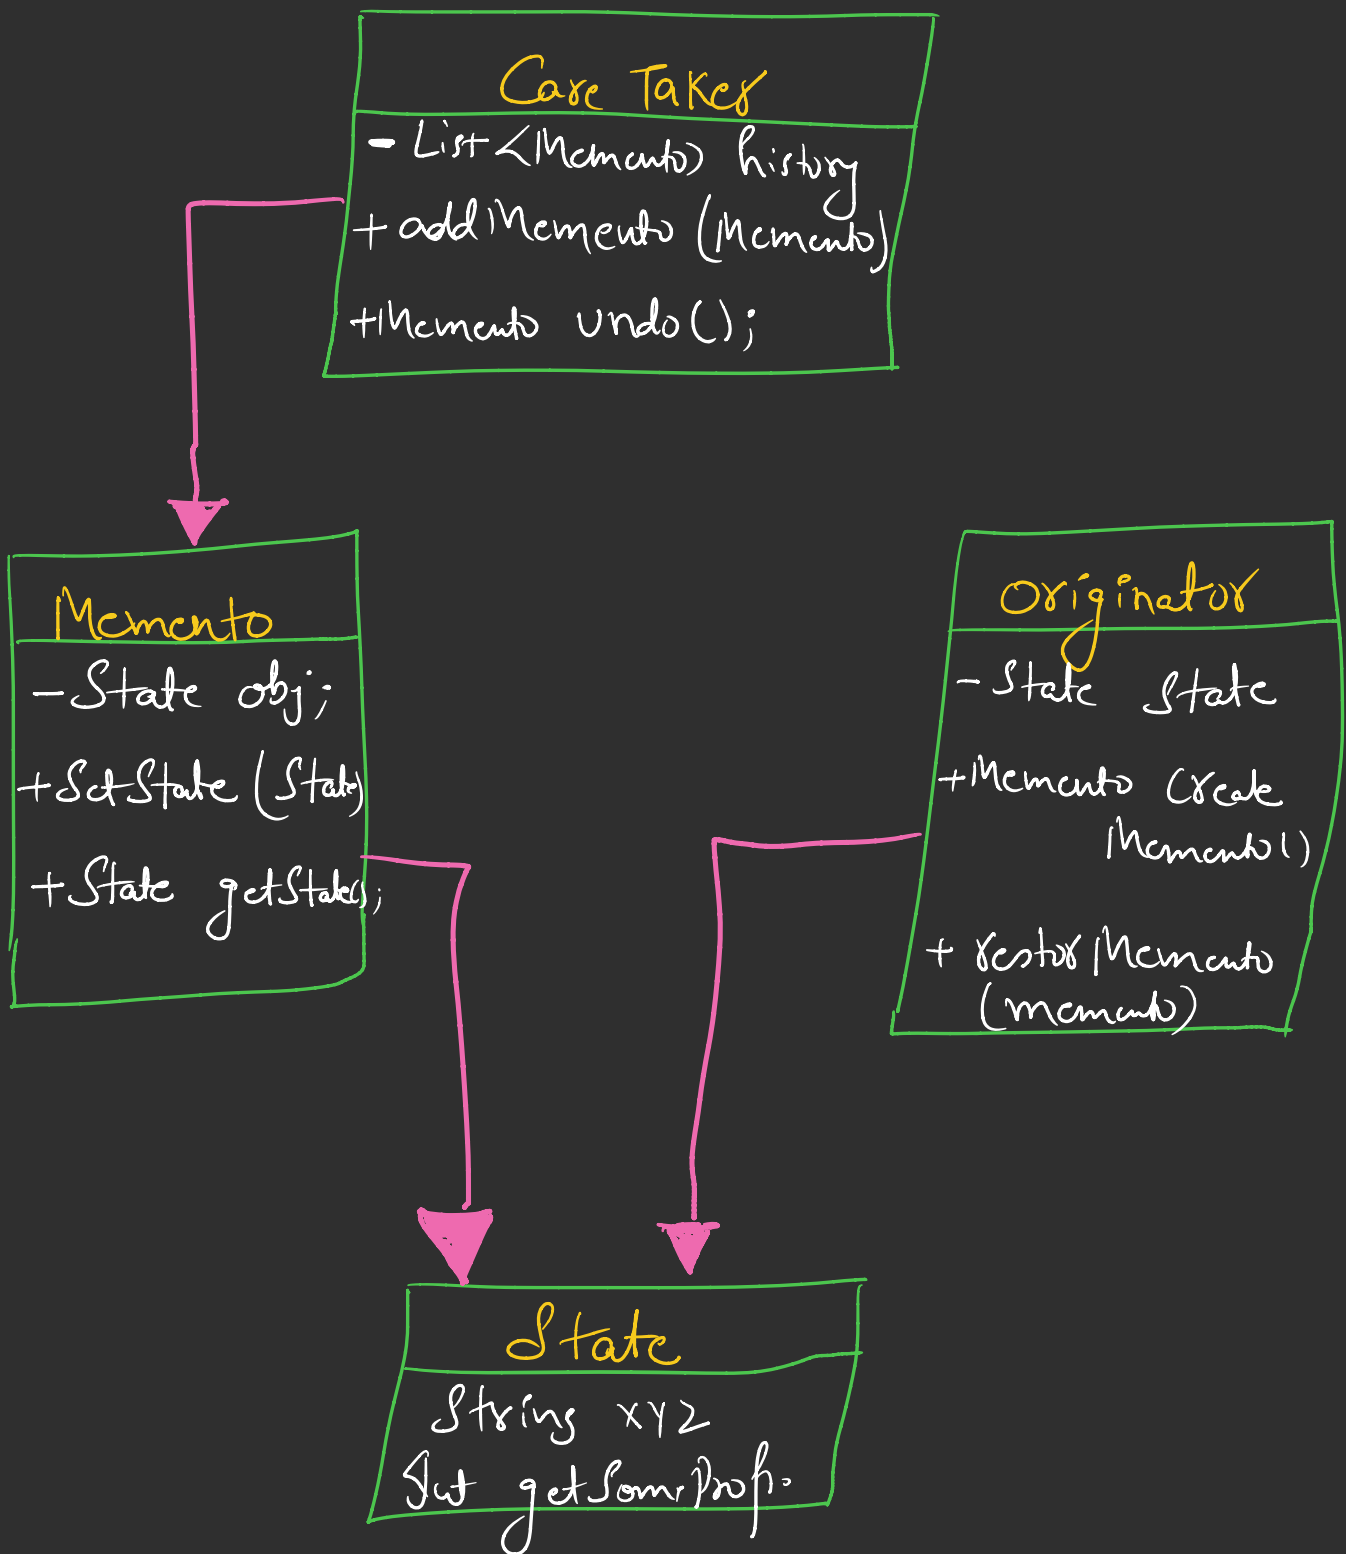 Care Taker
- List<Memento> history
+ addMemento (Memento)
+Memento undo();
Memento
- State obj;
+SetState (State)
+State getState();
Originator
- State State
+Memento Create
Memento()
+ restorMemento
(memento)
State
String XYZ
Int getSomeProp.